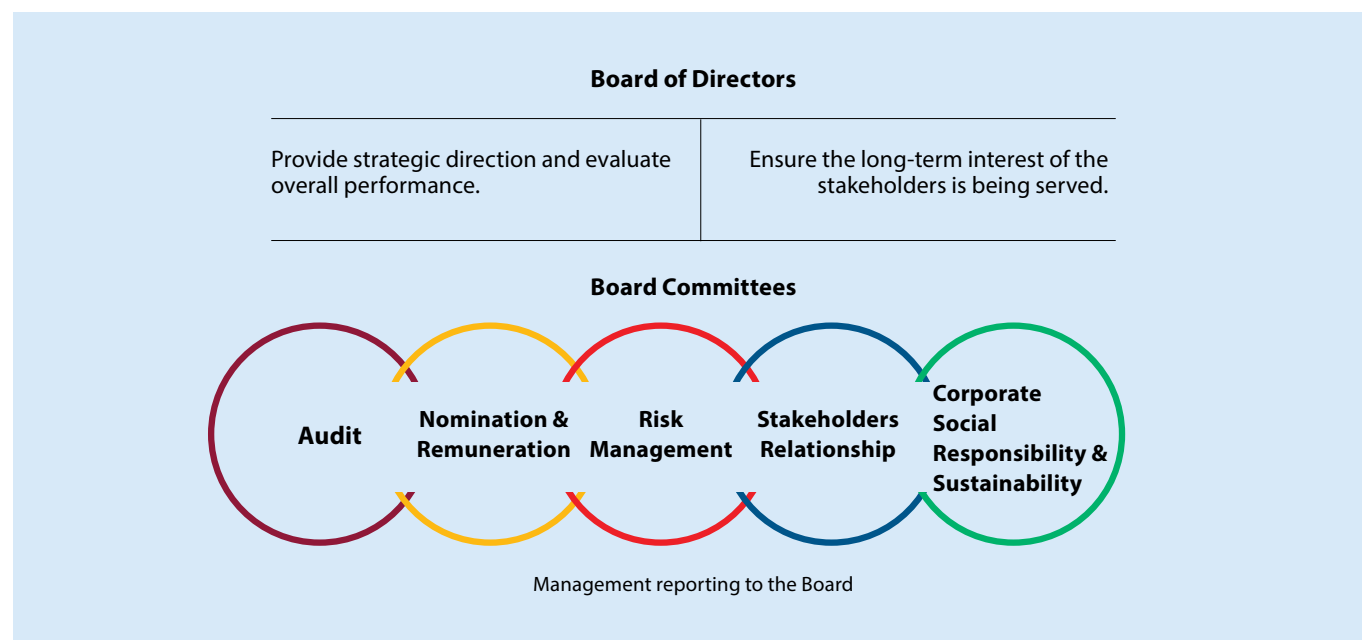 Board of Directors
Provide strategic direction and evaluate
overall performance.
Ensure the long-term interest of the
stakeholders is being served.
Board Committees
Audit
Nomination &
Remuneration
Risk
Management
Stakeholders
Relationship
Corporate
Social
Responsibility &
Sustainability
Management reporting to the Board